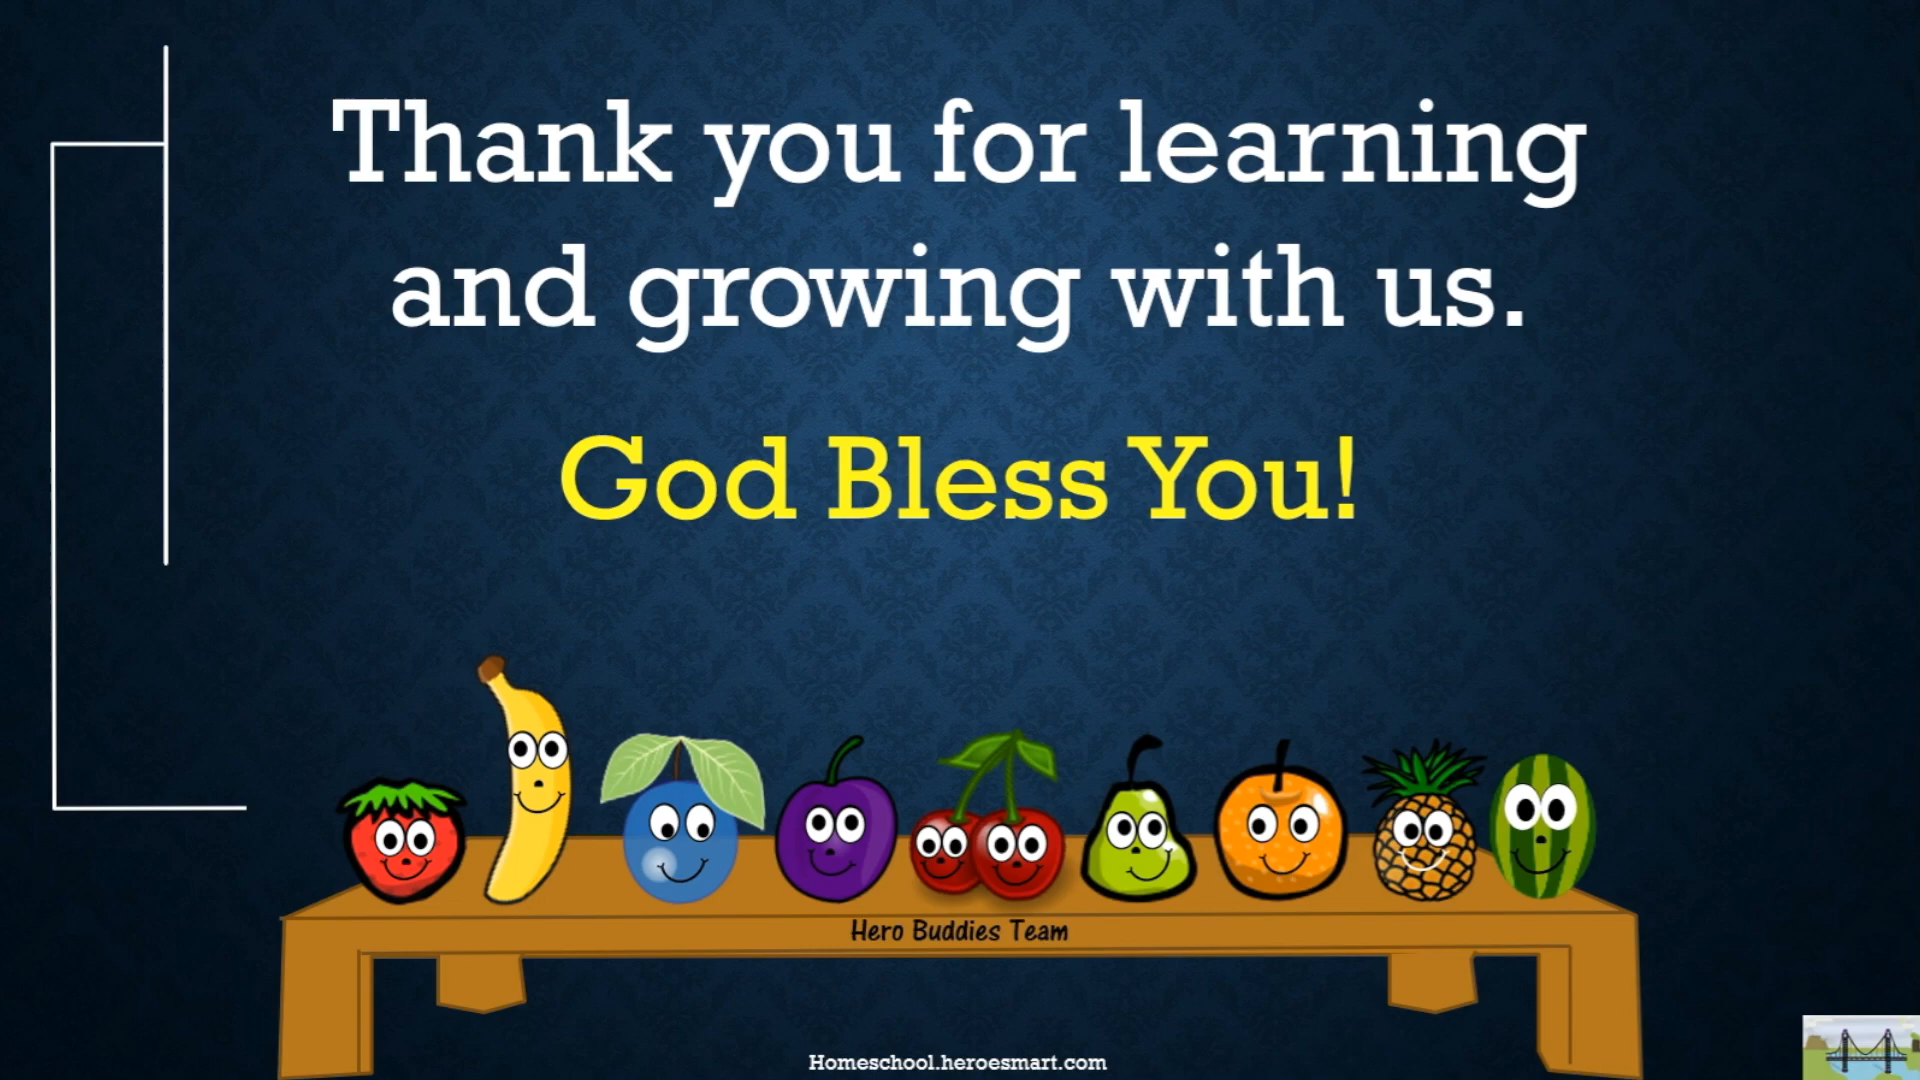 Thank you for learning
and growing with us.
God Bless You!
Hero Buddies Team
Homeschool.heroesmart.com